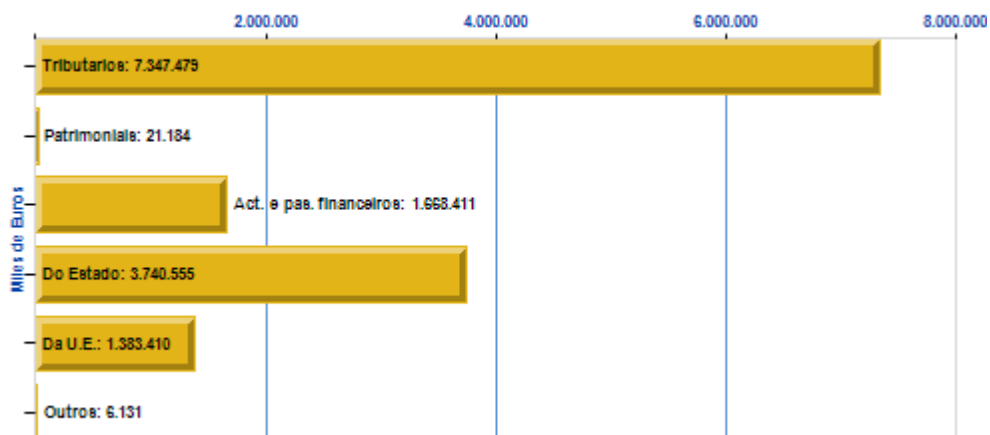 2.000.000 4.000.000 6.000.000 8.000.000
Miles de Euros
Tributarios: 7.347.479
Patrimoniais: 21.184
Act. e pas. financeiros: 1.668.411
Do Estado: 3.740.555
Da U.E.: 1.383.410
Outros: 6.131